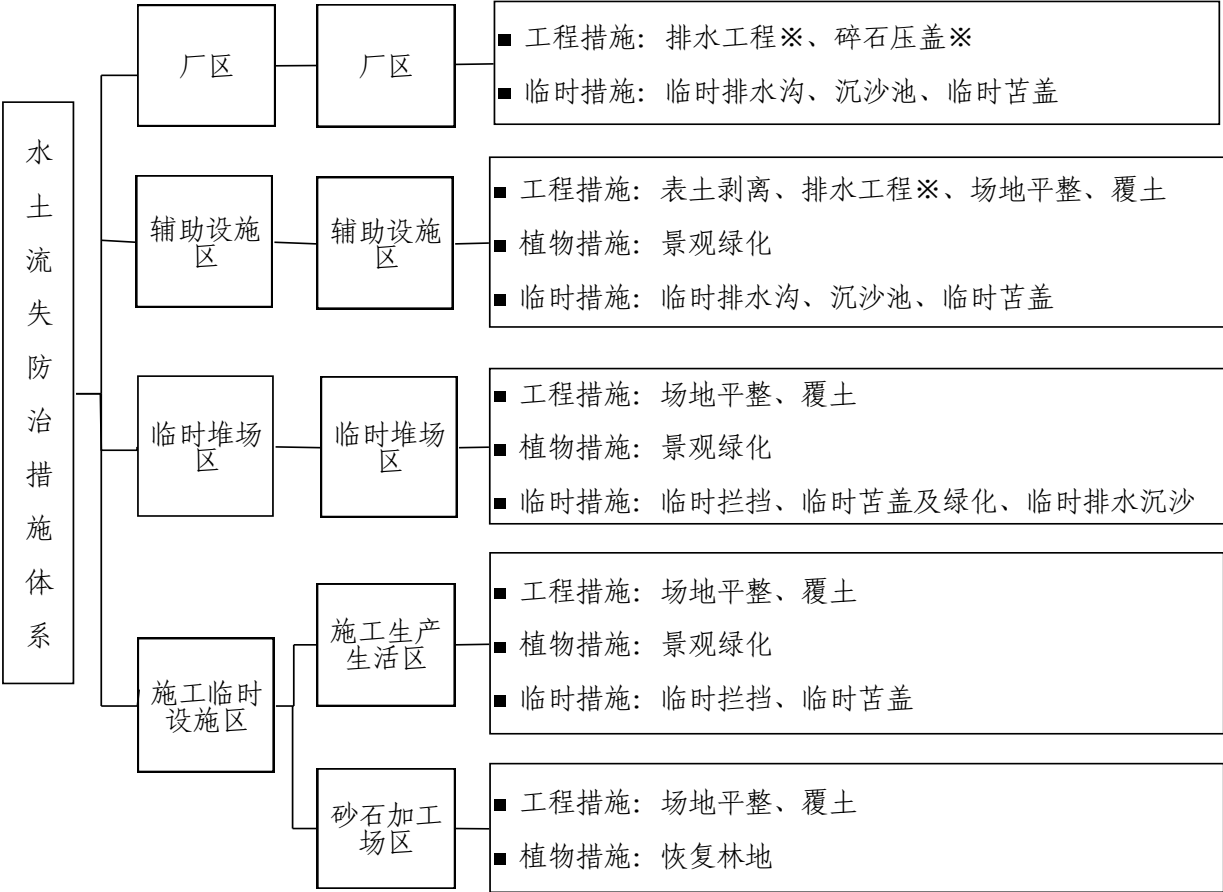 水土流失防治措施体系
厂区
厂区
■ 工程措施：排水工程※、碎石压盖※
■ 临时措施：临时排水沟、沉沙池、临时苫盖
辅助设施
区
辅助设施
区
■ 工程措施：表土剥离、排水工程※、场地平整、覆土
■ 植物措施：景观绿化
■ 临时措施：临时排水沟、沉沙池、临时苫盖
临时堆场
区
临时堆场
区
■ 工程措施：场地平整、覆土
■ 植物措施：景观绿化
■ 临时措施：临时拦挡、临时苫盖及绿化、临时排水沉沙
施工临时
设施区
施工生产
生活区
■ 工程措施：场地平整、覆土
■ 植物措施：景观绿化
■ 临时措施：临时拦挡、临时苫盖
砂石加工
场区
■ 工程措施：场地平整、覆土
■ 植物措施：恢复林地